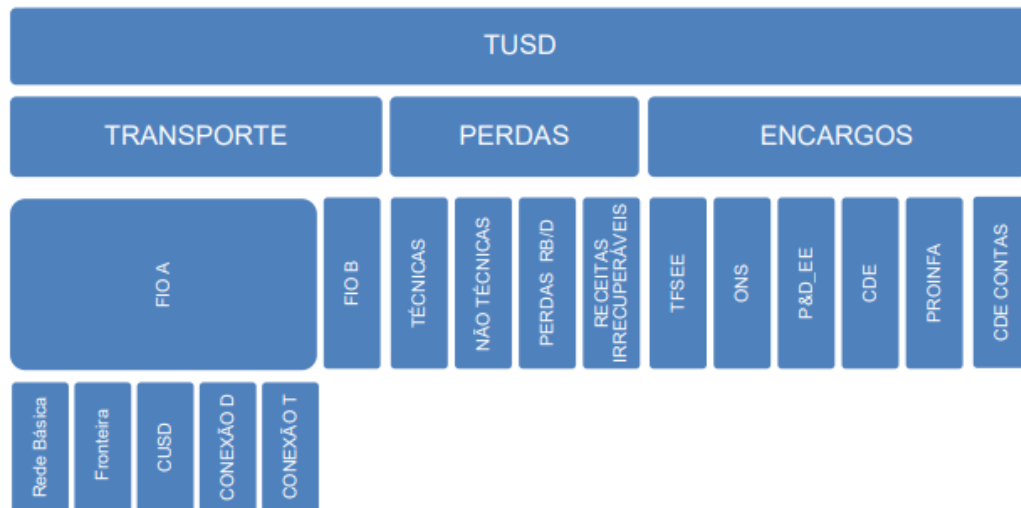 TUSD
TRANSPORTE
PERDAS
ENCARGOS
FIO A
FIO B
TÉCNICAS
NÃO TÉCNICAS
PERDAS RB/D
RECEITAS
IRRECUPERÁVEIS
TFSEE
ONS
P&D_EE
CDE
PROINFA
CDE CONTAS
Rede Básica
Fronteira
CUSD
CONEXÃO D
CONEXÃO T